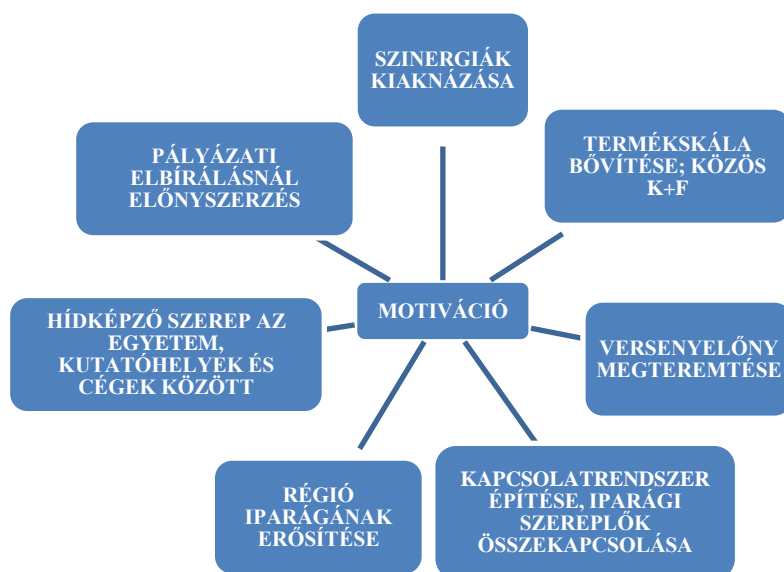 SZINERGIÁK
KIAKNÁZÁSA
TERMÉKSKÁLA
BŐVÍTÉSE; KÖZÖS
K+F
VERSENYELŐNY
MEGTEREMTÉSE
KAPCSOLATRENDSZER
ÉPÍTÉSE, IPARÁGI
SZEREPLŐK
ÖSSZEKAPCSOLÁSA
RÉGIÓ
IPARÁGÁNAK
ERŐSÍTÉSE
HÍDKÉPZŐ SZEREP AZ
EGYETEM,
KUTATÓHELYEK ÉS
CÉGEK KÖZÖTT
PÁLYÁZATI
ELBÍRÁLÁSNÁL
ELŐNYSZERZÉS
MOTIVÁCIÓ